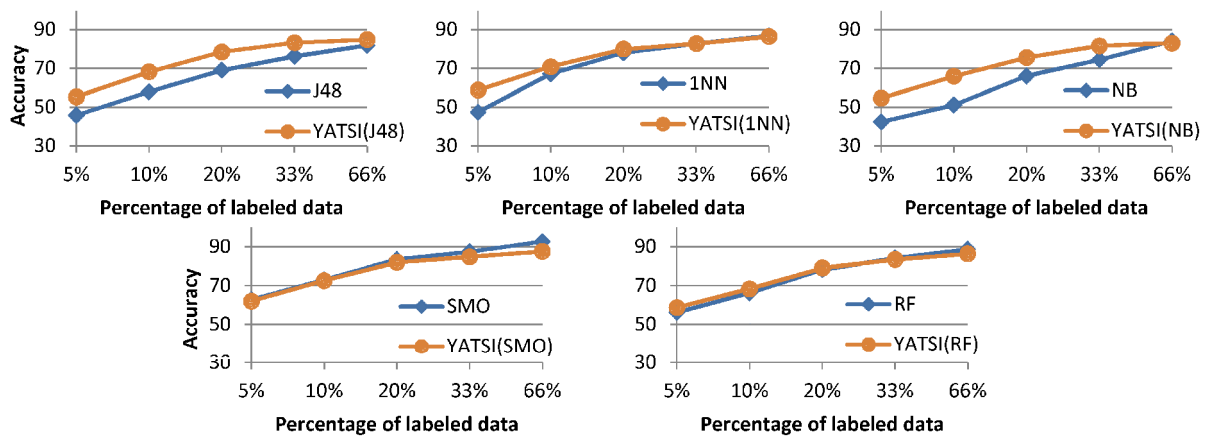 90
70
50
30
Accuracy
J48
YATSI(J48)
5% 10% 20% 33% 66%
Percentage of labeled data
90
70
50
30
1NN
YATSI(1NN)
5% 10% 20% 33% 66%
Percentage of labeled data
90
70
50
30
NB
YATSI(NB)
5% 10% 20% 33% 66%
Percentage of labeled data
90
70
50
30
Accuracy
SMO
YATSI(SMO)
5% 10% 20% 33% 66%
Percentage of labeled data
90
70
50
30
Accuracy
RF
YATSI(RF)
5% 10% 20% 33% 66%
Percentage of labeled data